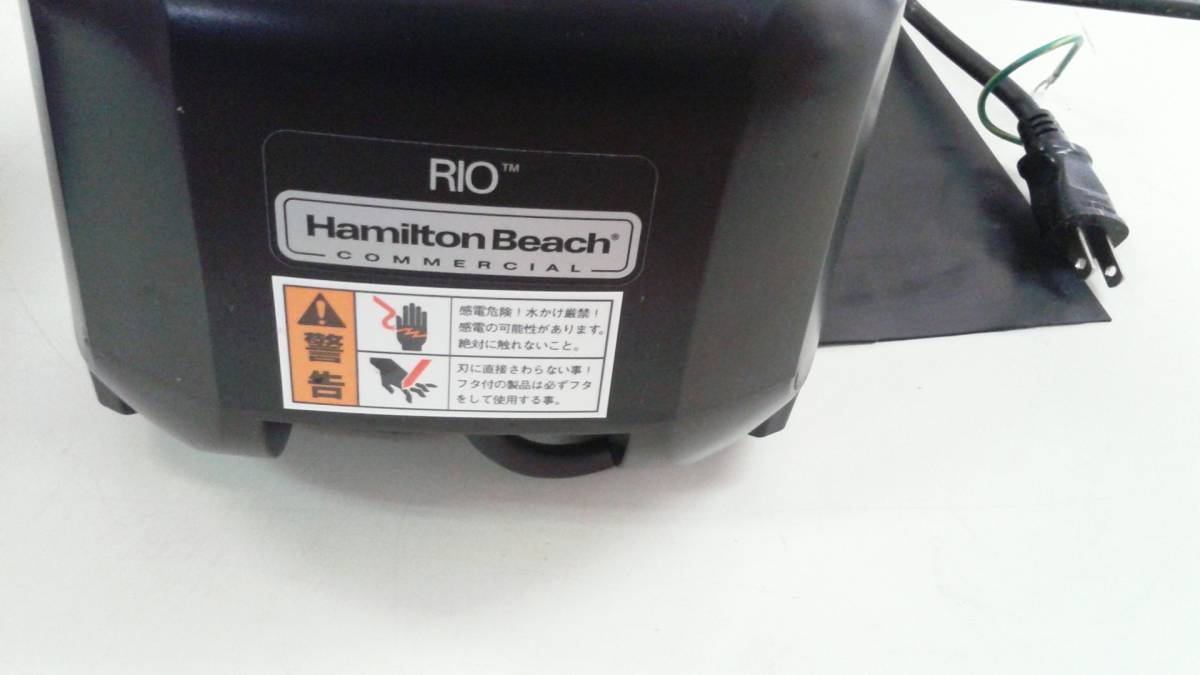 RIO™
Hamilton Beach®
COMMERCIAL
警告
感電危険！水かけ厳禁！
感電の可能性があります。
絶対に触れないこと。
刃に直接さわらない事！
フタ付の製品は必ずフタ
をして使用する事。